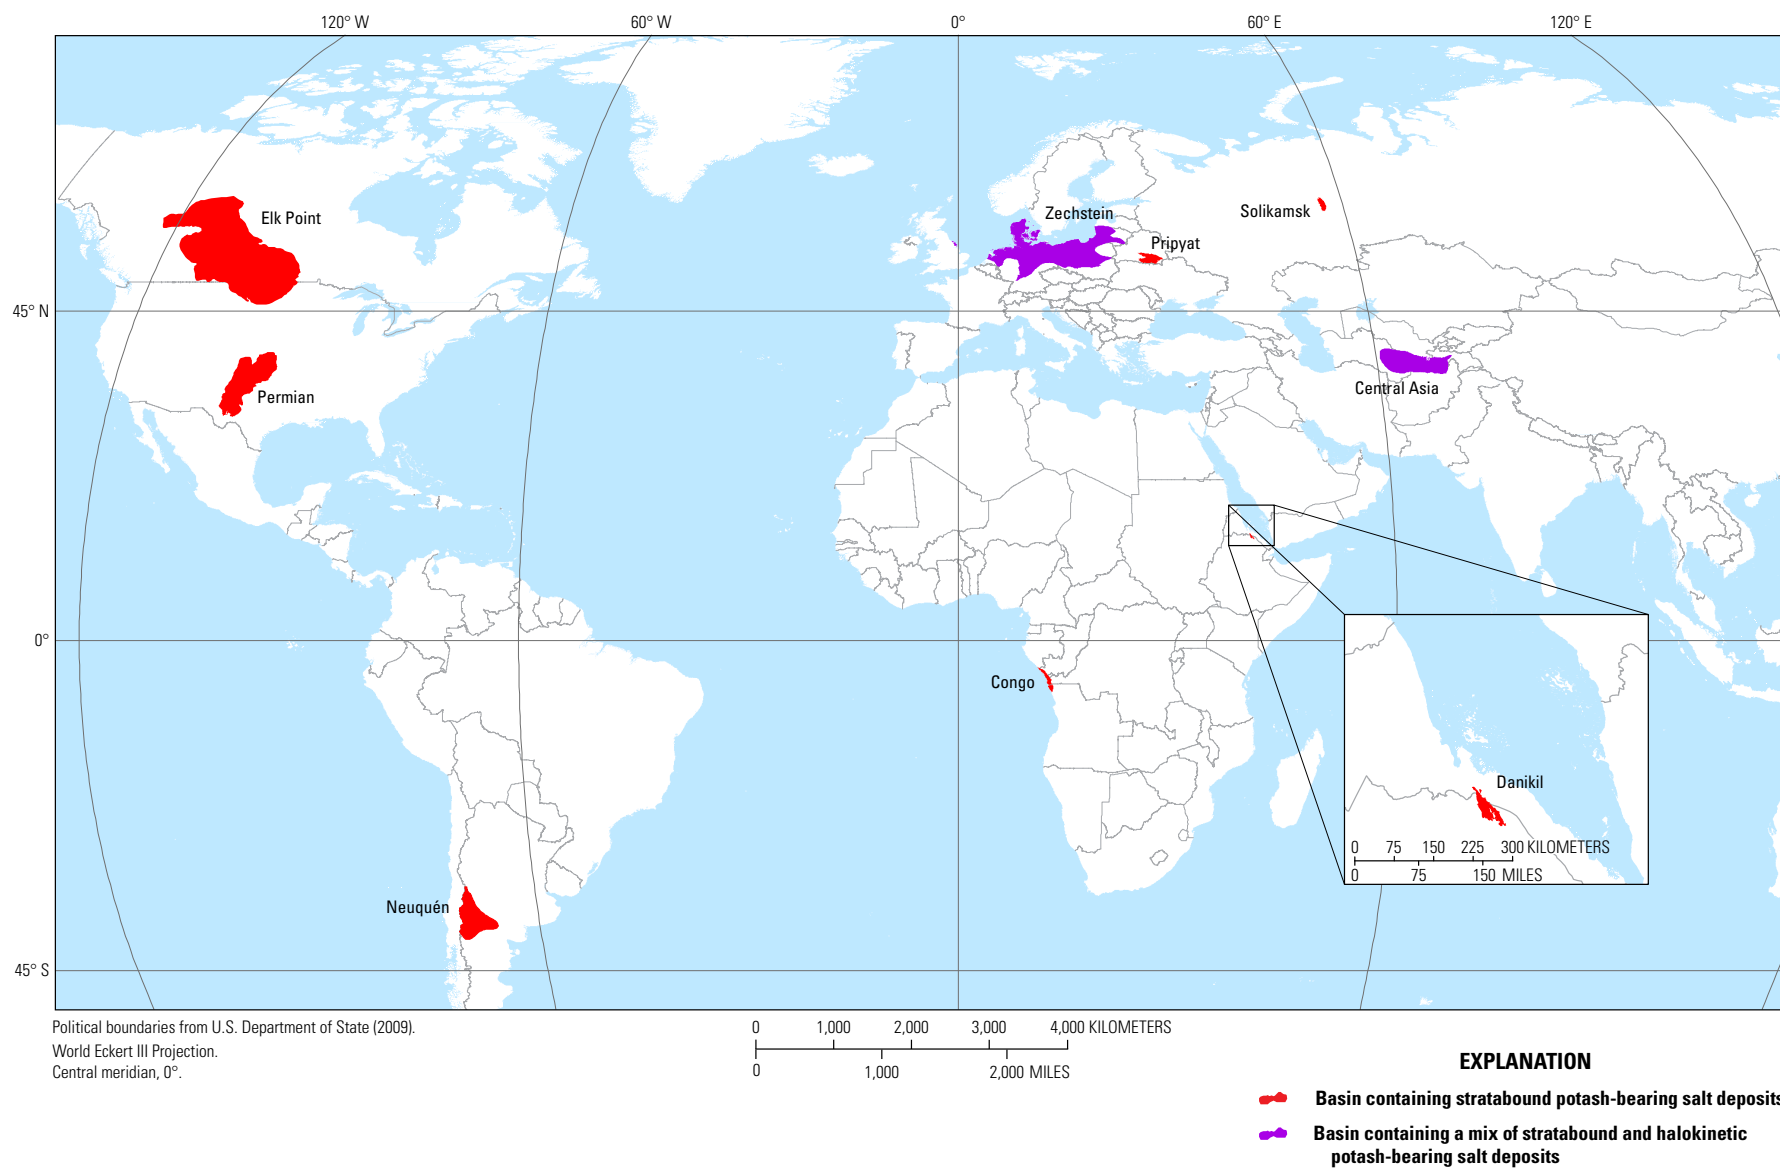 120° W 60° W 0° 60° E 120° E
Elk Point
Zechstein
Solikamsk
Pripyat
45° N
Permian
Central Asia
0°
Congo
Danikil
0 75 150 225 300 KILOMETERS
0 75 150 MILES
Neuquén
45° S
Political boundaries from U.S. Department of State (2009).
World Eckert III Projection.
Central meridian, 0°.
0 1,000 2,000 3,000 4,000 KILOMETERS
0 1,000 2,000 MILES
EXPLANATION
Basin containing stratabound potash-bearing salt deposits
Basin containing a mix of stratabound and halokinetic
potash-bearing salt deposits